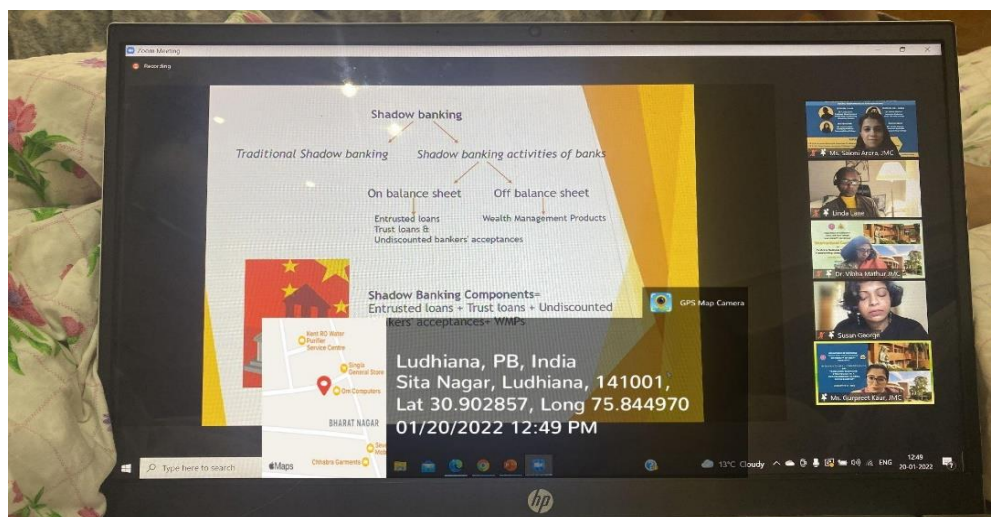 Zoom Meeting
Recording
Shadow banking
Traditional Shadow banking
Shadow banking activities of banks
On balance sheet
Off balance sheet
Entrusted loans
Trust loans &
Undiscounted bankers' acceptances
Wealth Management Products
Shadow Banking Components=
Entrusted loans + Trust loans + Undiscounted
acceptances+ WMPs
Ms. Sakshi Arora, JMC
Linda Lane
Dr. Vibha Mathur, JMC
Susan George
Ms. Gurpreet Kaur, JMC
GPS Map Camera
Kent RO Water
Purifier
Service Centre
Single
General Store
Om Computers
BHARAT NAGAR
Chhabra Garments
Maps
Ludhiana, PB, India
Sita Nagar, Ludhiana, 141001,
Lat 30.902857, Long 75.844970
01/20/2022 12:49 PM
Type here to search
13°C Cloudy
ENG
12:49
20-01-2022
hp